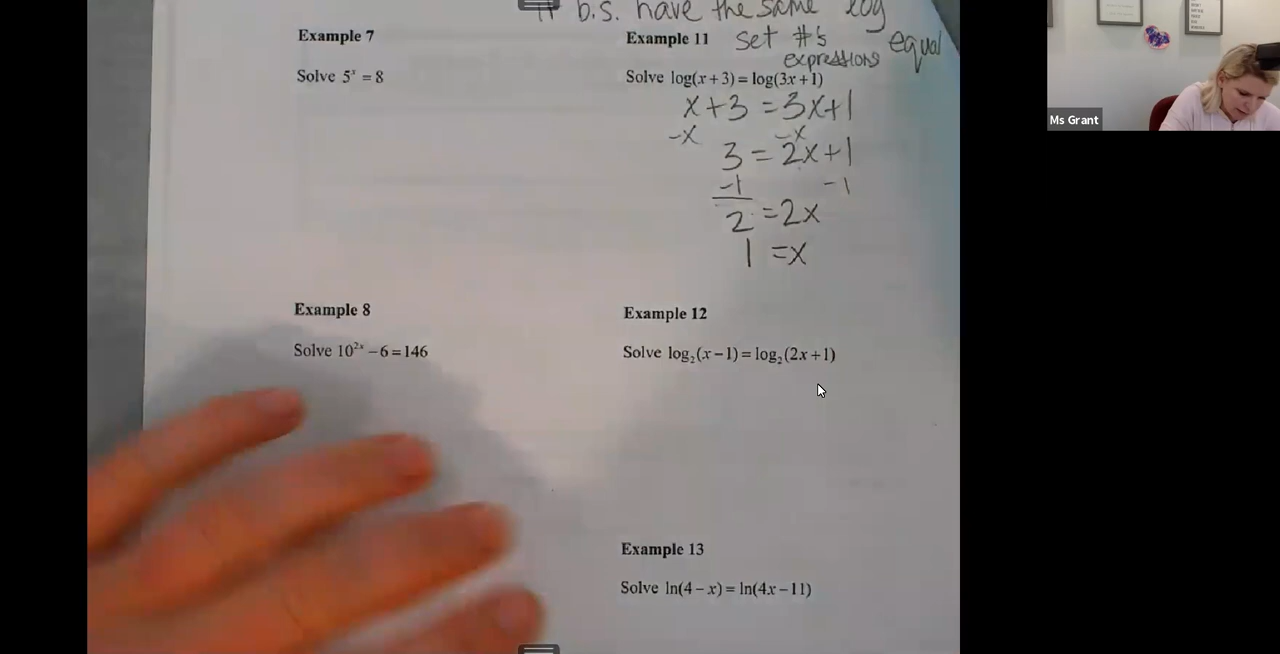 If b.s. have the same log
Example 7
Example 11 set #'s equal
expressions
Solve 5ˣ = 8
Solve log(x + 3) = log(3x + 1)
x + 3 = 3x + 1
-x -x
3 = 2x + 1
-1 -1
2 = 2x
1 = x
Example 8
Example 12
Solve 10²ˣ − 6 = 146
Solve log₂(x − 1) = log₂(2x + 1)
Example 13
Solve ln(4 − x) = ln(4x − 11)
Ms Grant